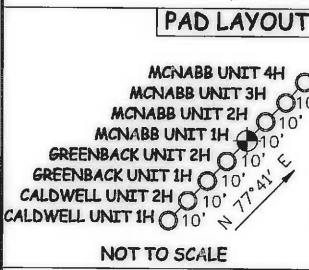 PAD LAYOUT
MCNABB UNIT 4H
MCNABB UNIT 3H
10'
MCNABB UNIT 2H
10'
MCNABB UNIT 1H
10'
GREENBACK UNIT 2H
10'
GREENBACK UNIT 1H
10'
CALDWELL UNIT 2H
10'
CALDWELL UNIT 1H
10'
N 77°41' E
NOT TO SCALE